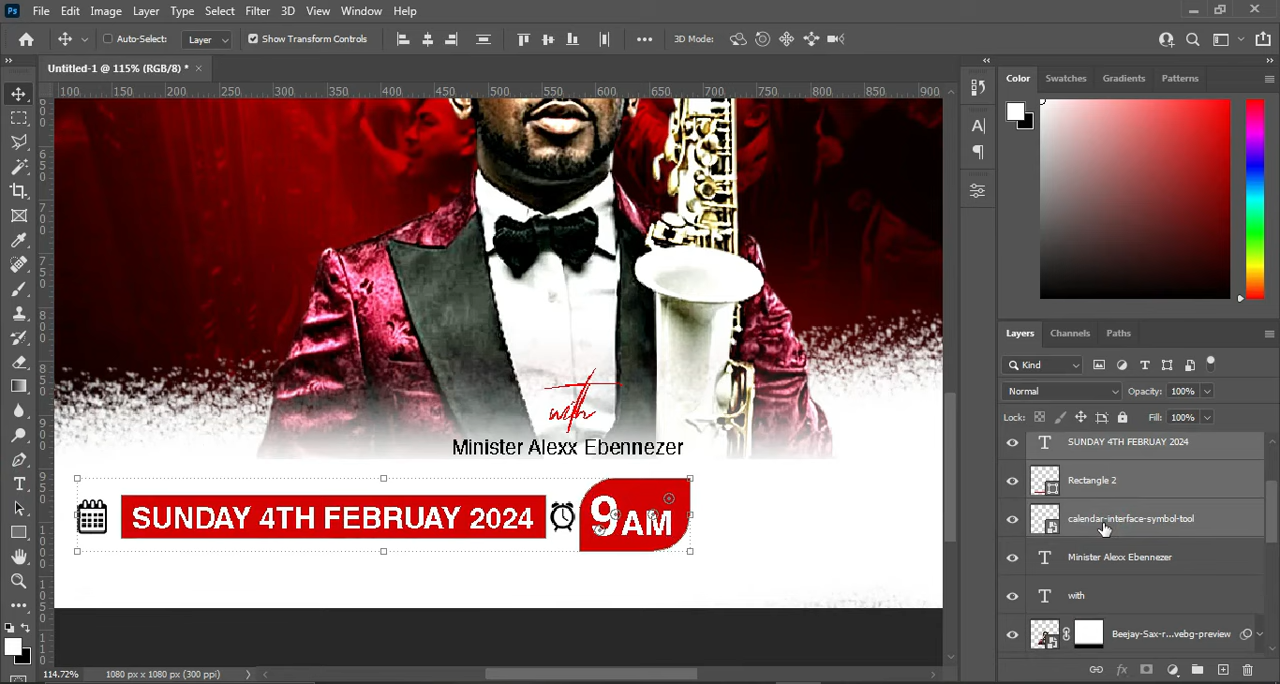 Ps File Edit Image Layer Type Select Filter 3D View Window Help
Auto-Select: Layer Show Transform Controls 3D Mode:
Untitled-1 @ 115% (RGB/8) *
100 150 200 250 300 350 400 450 500 550 600 650 700 750 800 850 900
Color Swatches Gradients Patterns
with
Minister Alexx Ebennezer
SUNDAY 4TH FEBRUAY 2024
9AM
Layers Channels Paths
Kind
Normal Opacity: 100%
Lock: Fill: 100%
SUNDAY 4TH FEBRUAY 2024
Rectangle 2
calendar-interface-symbol-tool
Minister Alexx Ebennezer
with
Beejay-Sax-r...vebg-preview
114.72% 1080 px x 1080 px (300 ppi)